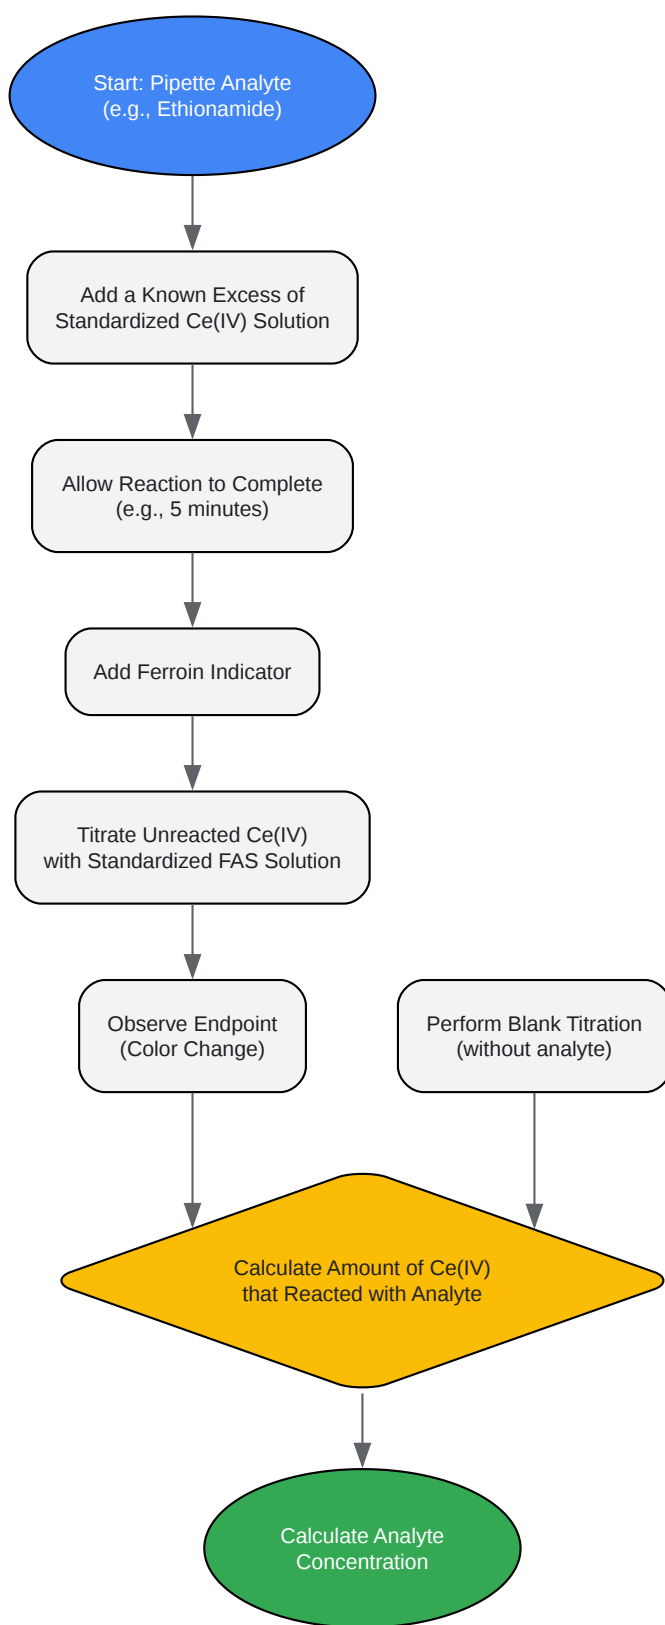 Start: Pipette Analyte
(e.g., Ethionamide)
Add a Known Excess of
Standardized Ce(IV) Solution
Allow Reaction to Complete
(e.g., 5 minutes)
Add Ferroin Indicator
Titrate Unreacted Ce(IV)
with Standardized FAS Solution
Observe Endpoint
(Color Change)
Perform Blank Titration
(without analyte)
Calculate Amount of Ce(IV)
that Reacted with Analyte
Calculate Analyte
Concentration